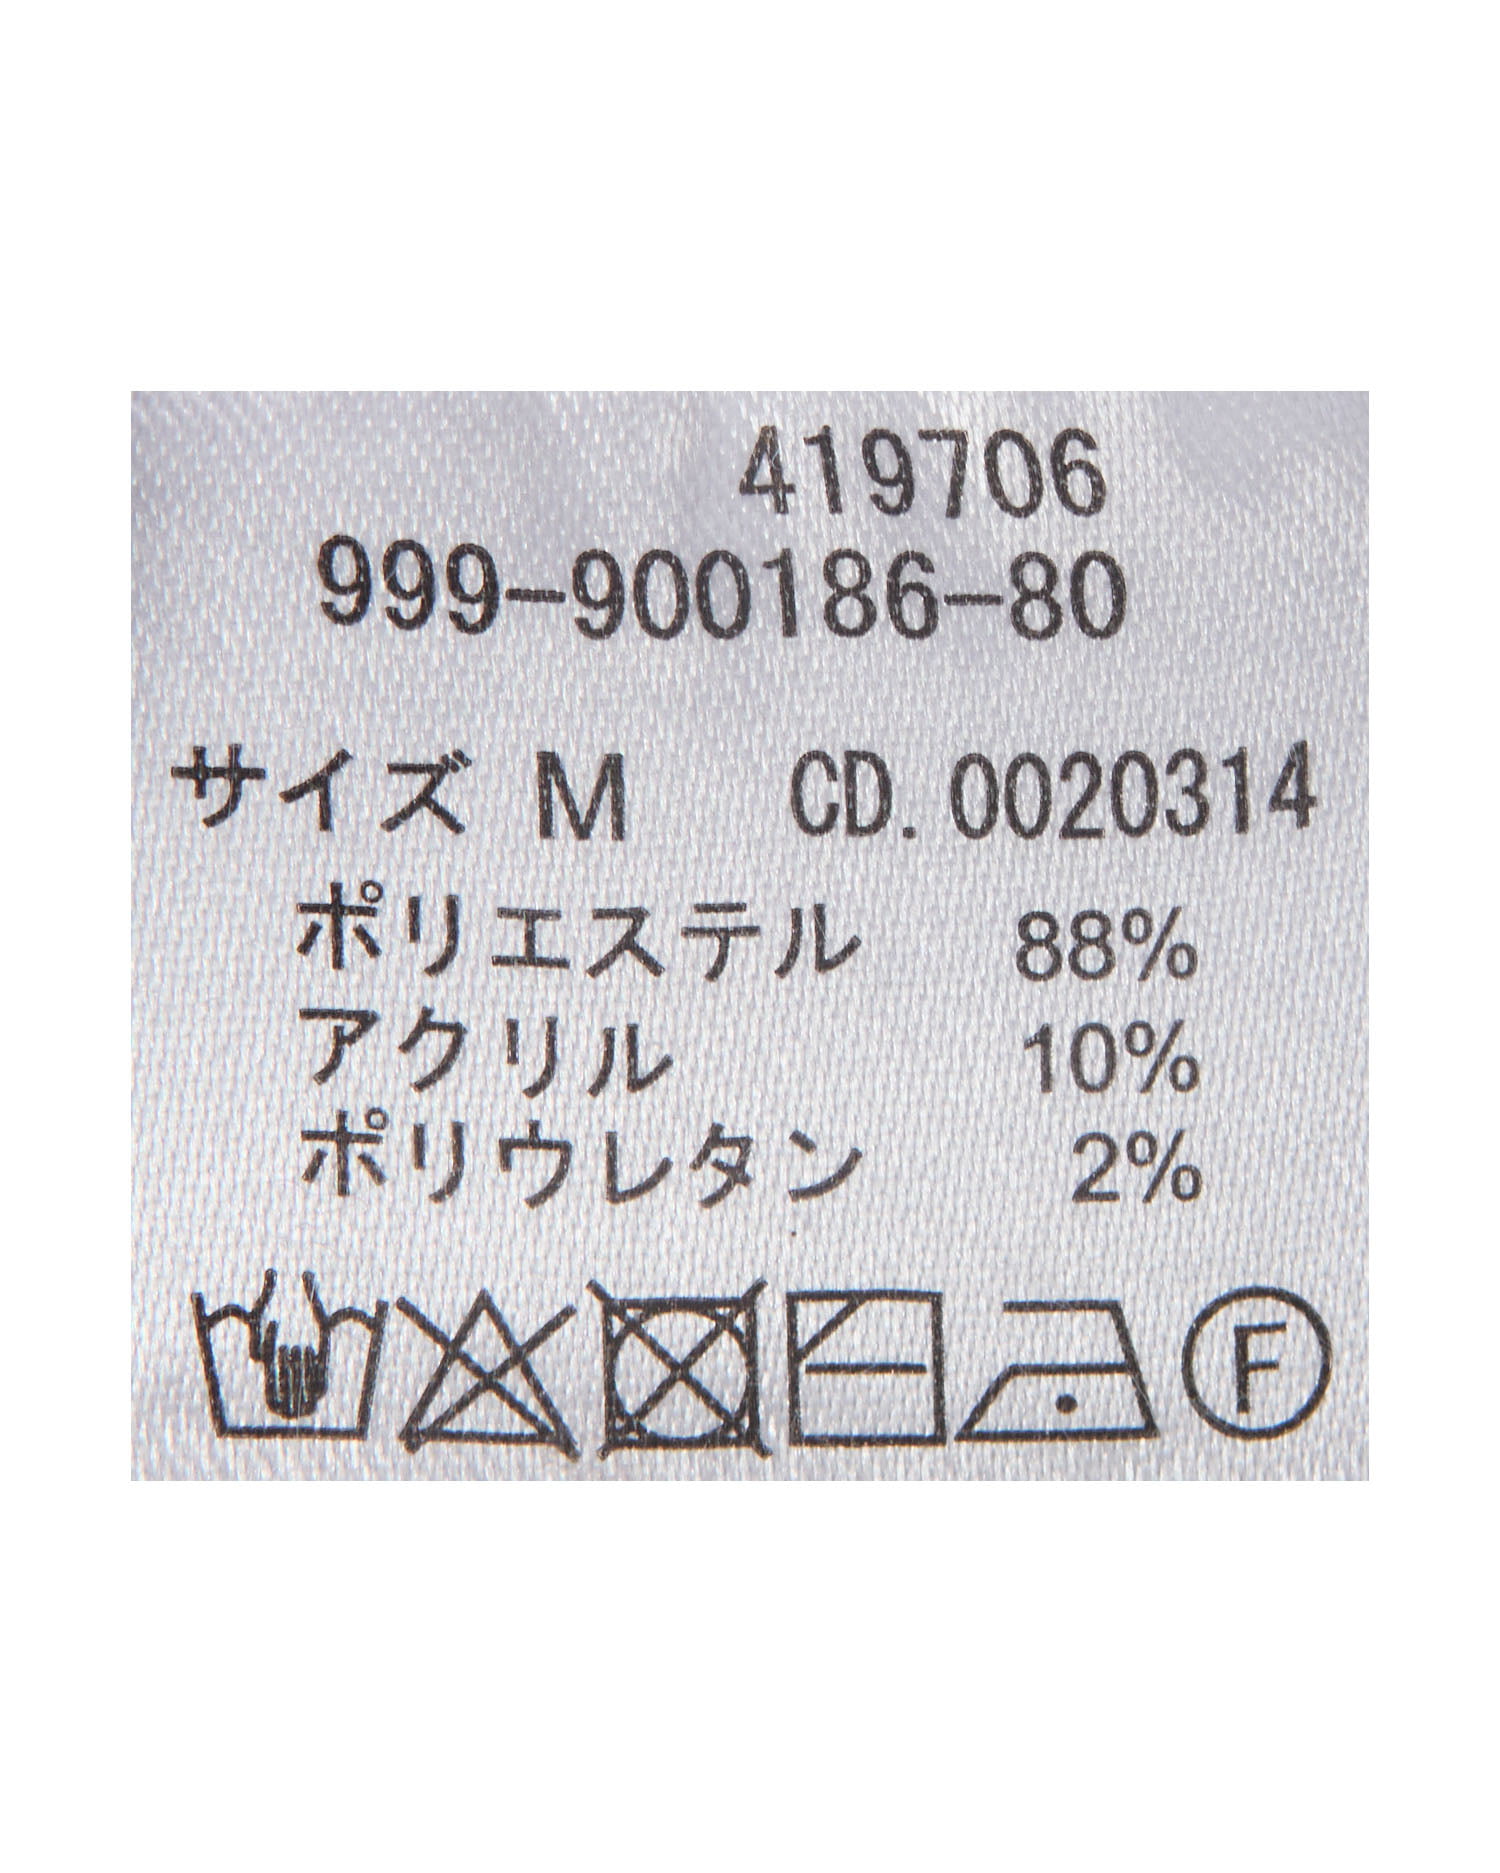 419706
999-900186-80
サイズ M CD. 0020314
ポリエステル 88%
アクリル 10%
ポリウレタン 2%
F